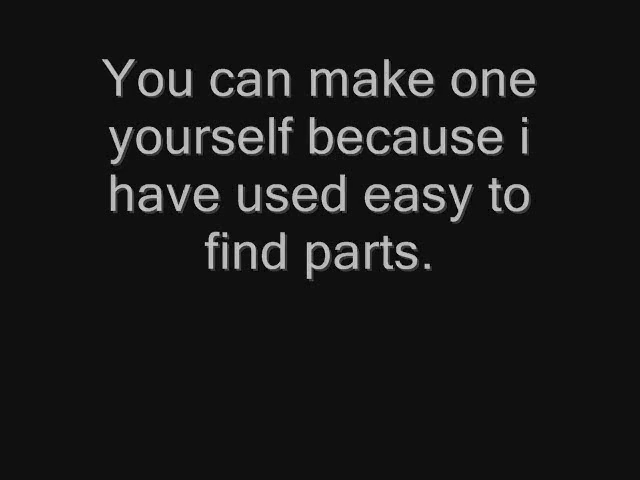 You can make one
yourself because i
have used easy to
find parts.